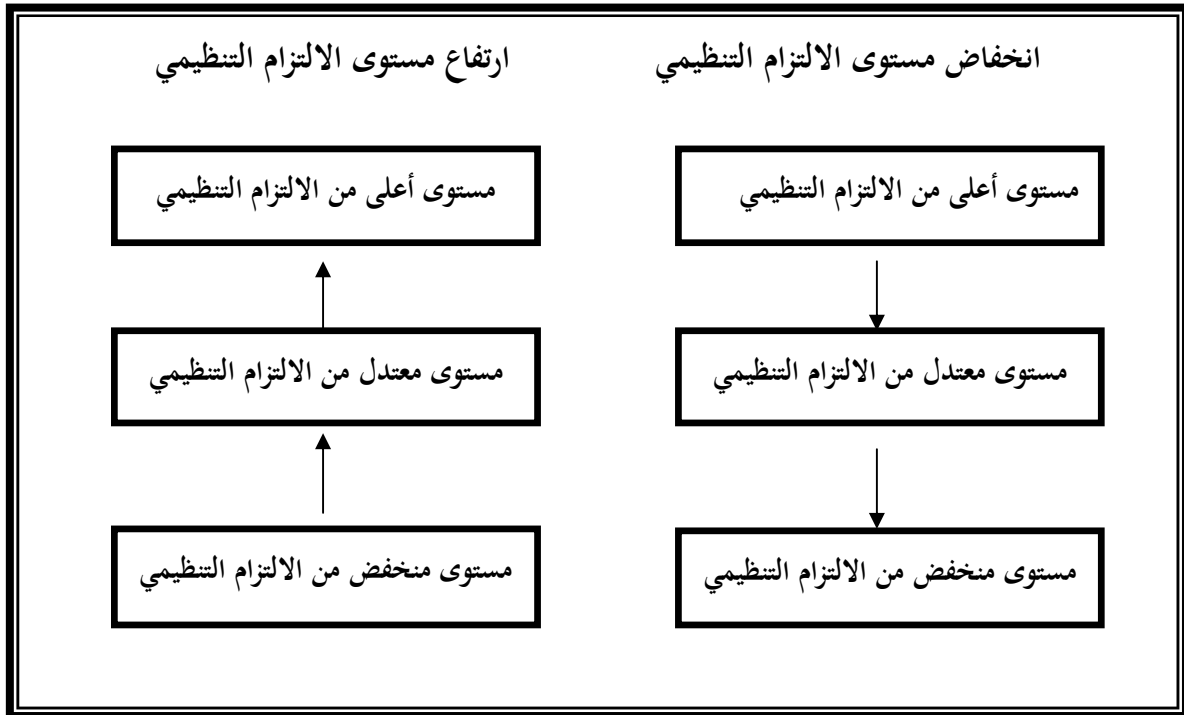 انخفاض مستوى الالتزام التنظيمي
مستوى أعلى من الالتزام التنظيمي
مستوى معتدل من الالتزام التنظيمي
مستوى منخفض من الالتزام التنظيمي
ارتفاع مستوى الالتزام التنظيمي
مستوى أعلى من الالتزام التنظيمي
مستوى معتدل من الالتزام التنظيمي
مستوى منخفض من الالتزام التنظيمي